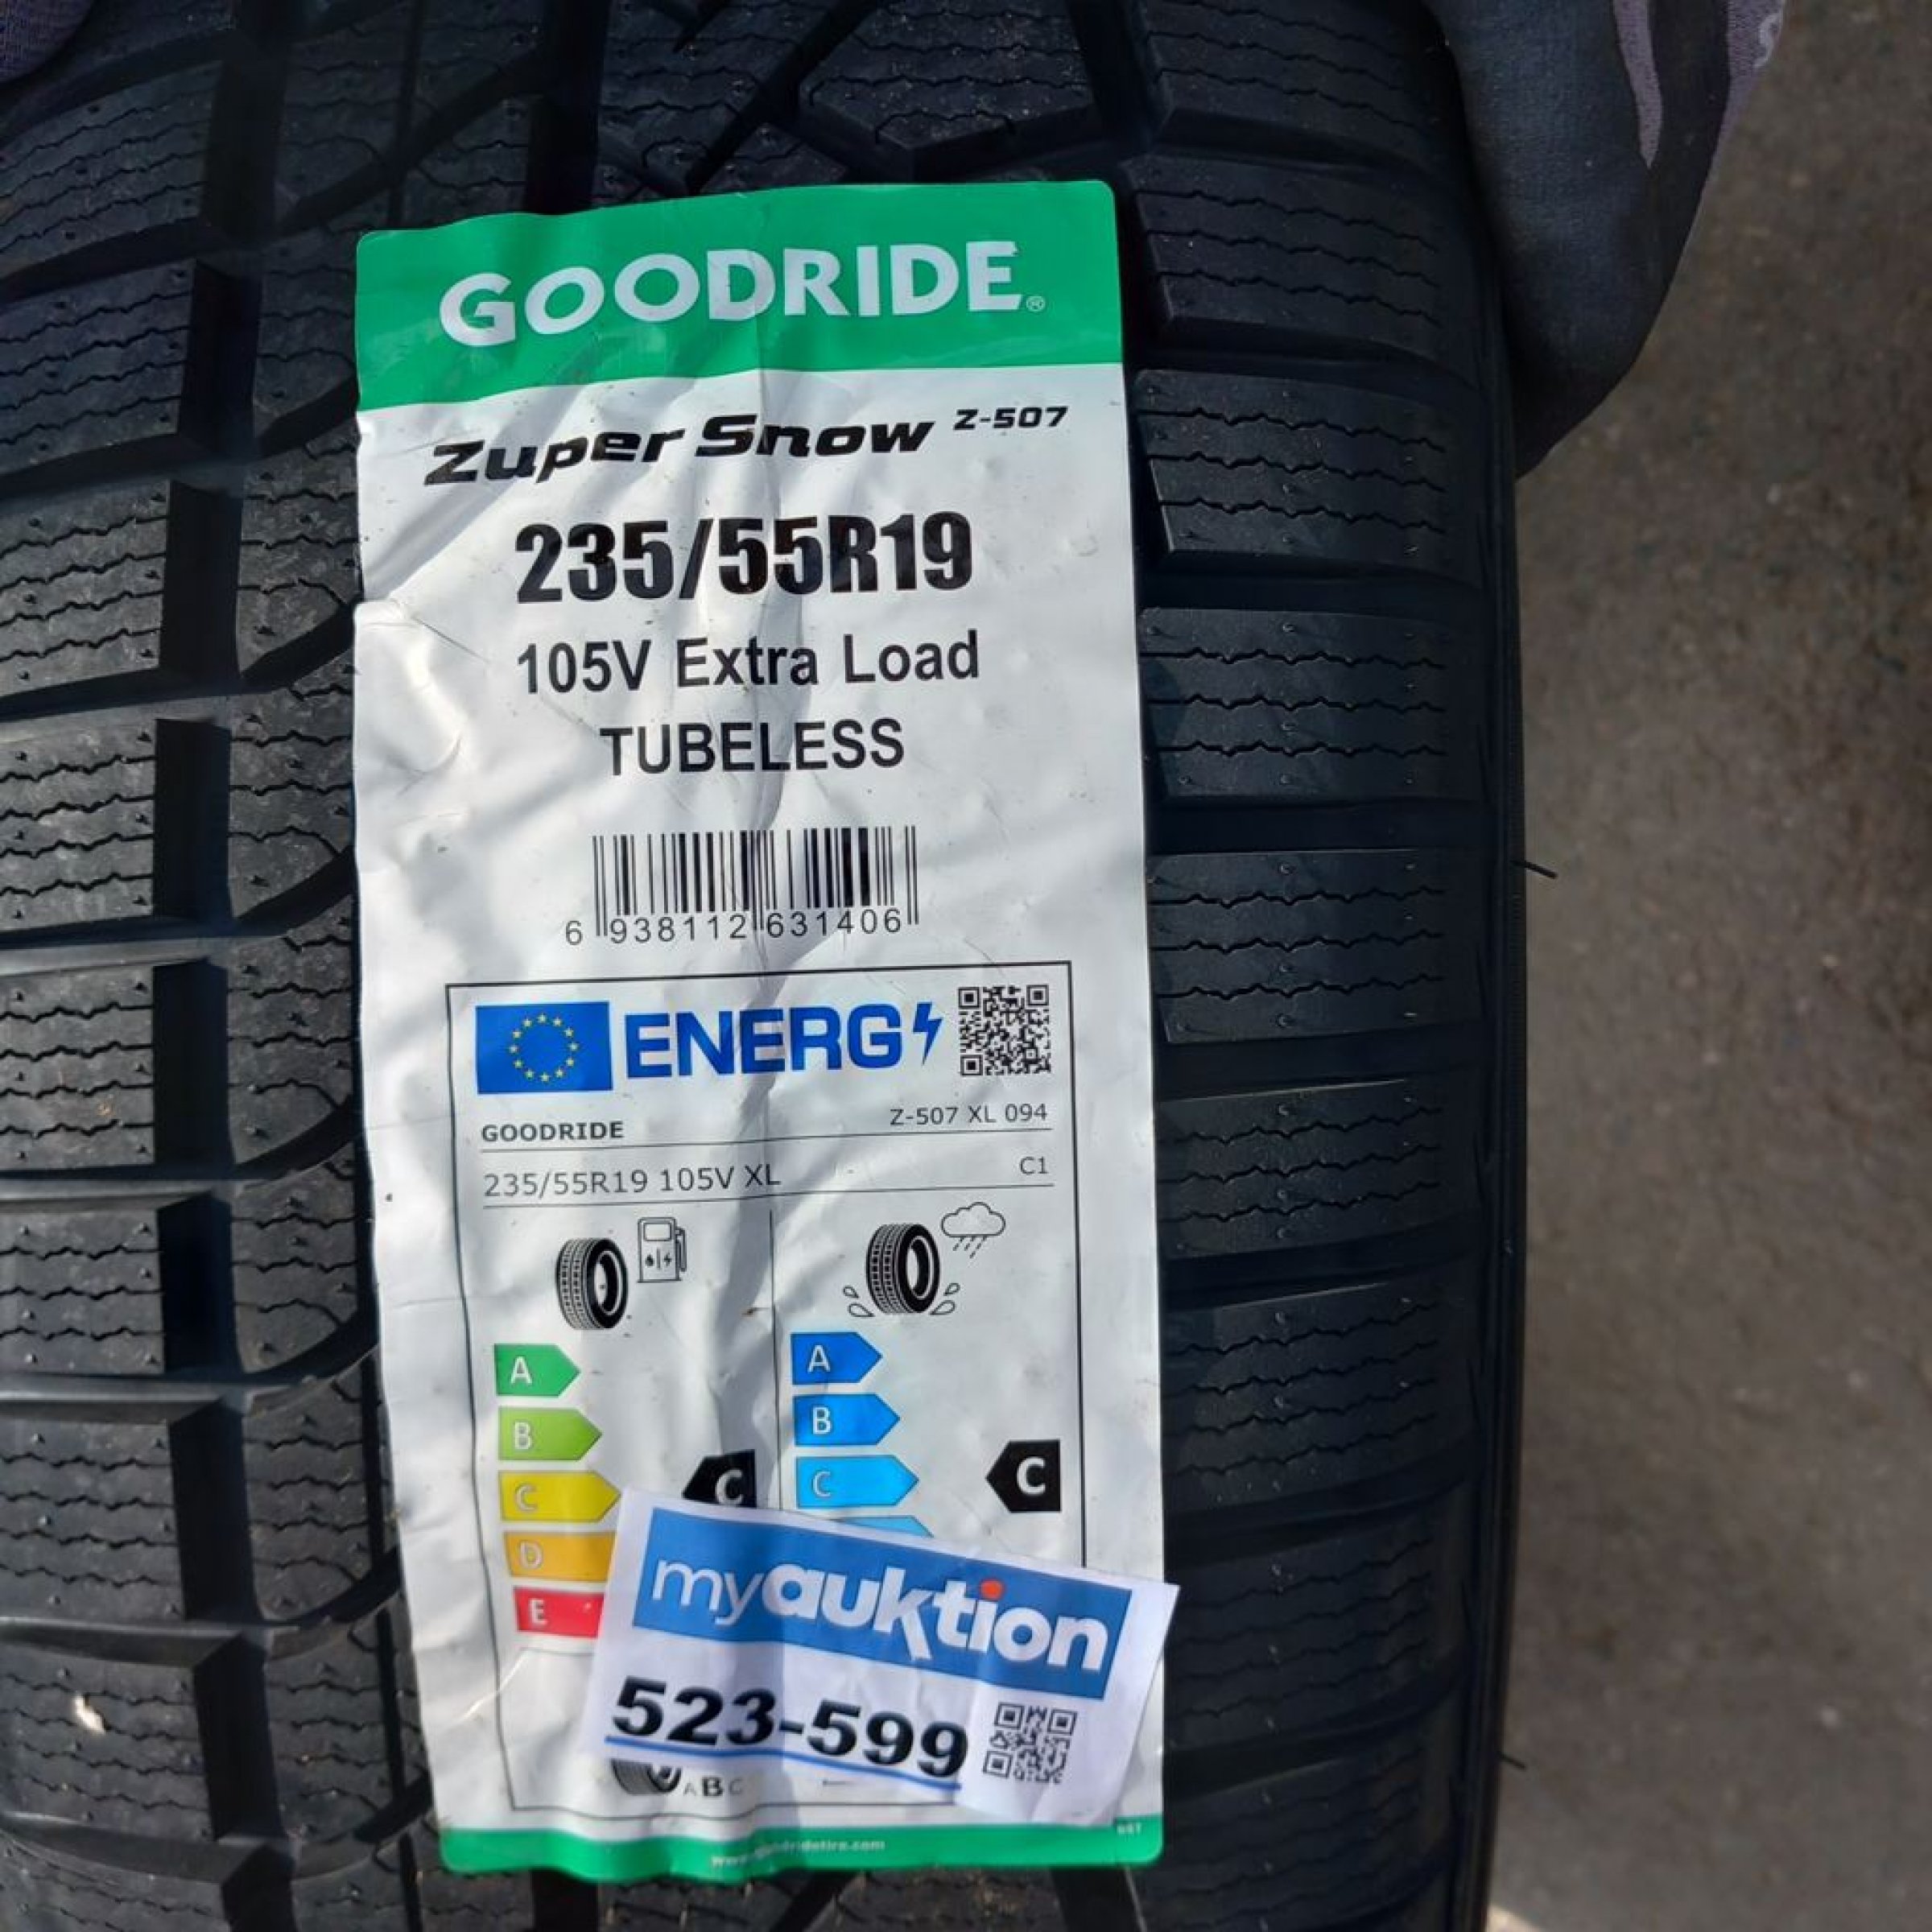 GOODRIDE®
Zuper Snow Z-507
235/55R19
105V Extra Load
TUBELESS
6 938112 631406
ENERG
GOODRIDE Z-507 XL 094
235/55R19 105V XL C1
A A
B B
C C C C
D
E
myauktion
523-599
ABC